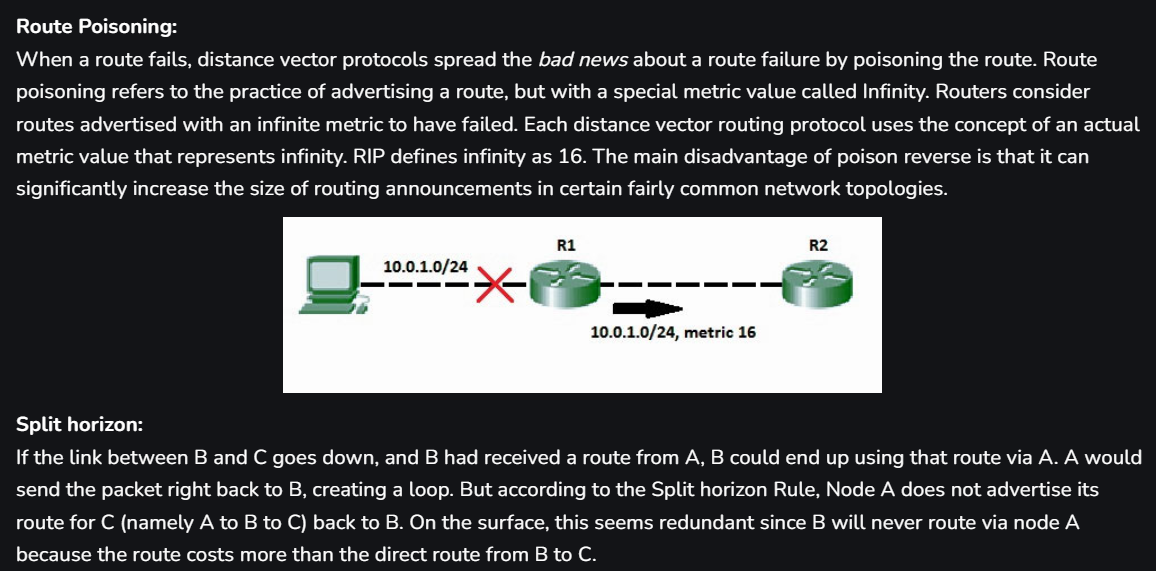 Route Poisoning:
When a route fails, distance vector protocols spread the bad news about a route failure by poisoning the route. Route
poisoning refers to the practice of advertising a route, but with a special metric value called Infinity. Routers consider
routes advertised with an infinite metric to have failed. Each distance vector routing protocol uses the concept of an actual
metric value that represents infinity. RIP defines infinity as 16. The main disadvantage of poison reverse is that it can
significantly increase the size of routing announcements in certain fairly common network topologies.
R1
R2
10.0.1.0/24
10.0.1.0/24, metric 16
Split horizon:
If the link between B and C goes down, and B had received a route from A, B could end up using that route via A. A would
send the packet right back to B, creating a loop. But according to the Split horizon Rule, Node A does not advertise its
route for C (namely A to B to C) back to B. On the surface, this seems redundant since B will never route via node A
because the route costs more than the direct route from B to C.